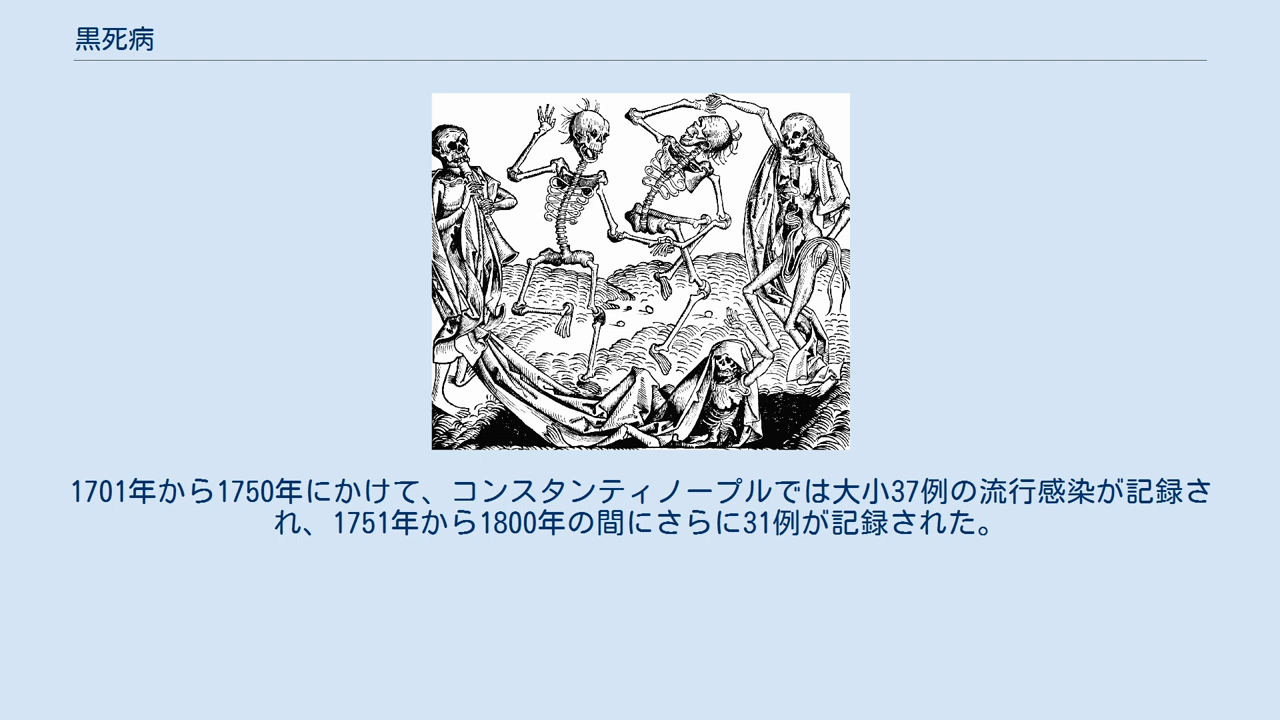 黒死病
1701年から1750年にかけて、コンスタンティノープルでは大小37例の流行感染が記録さ
れ、1751年から1800年の間にさらに31例が記録された。